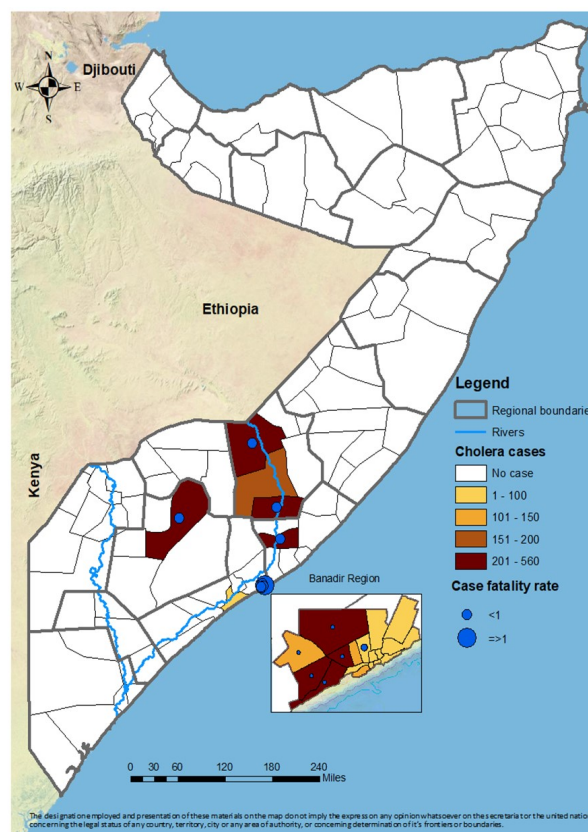 N
Djibouti
W E
S
Ethiopia
Kenya
Legend
Regional boundarie
Rivers
Cholera cases
No case
1 - 100
101 - 150
151 - 200
201 - 560
Case fatality rate
<1
=>1
Banadir Region
0 30 60 120 180 240
Miles
The designation employed and presentation of these materials on the map do not imply the express on any opinion whatsoever on the secretariat or the united nati
concerning the legal status of any country, territory, city or any area of authority, or concerning determination of it's frontiers or boundaries.